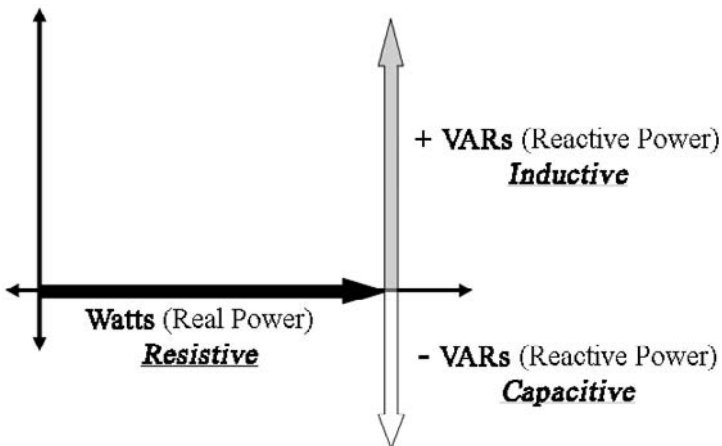 + VARs (Reactive Power)
Inductive
Watts (Real Power)
Resistive
- VARs (Reactive Power)
Capacitive